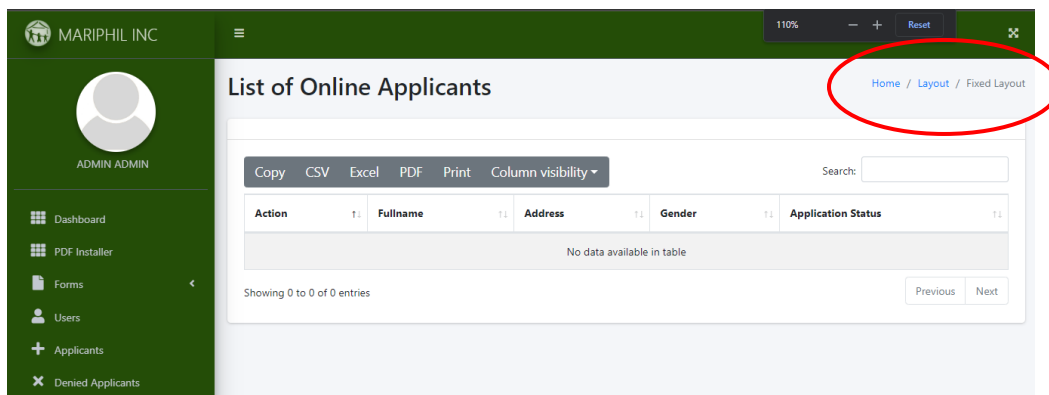 MARIPHIL INC
110% — + Reset
List of Online Applicants
Home / Layout / Fixed Layout
ADMIN ADMIN
Copy CSV Excel PDF Print Column visibility
Search:
Action Fullname Address Gender Application Status
No data available in table
Showing 0 to 0 of 0 entries
Previous Next
Dashboard
PDF Installer
Forms
Users
Applicants
Denied Applicants